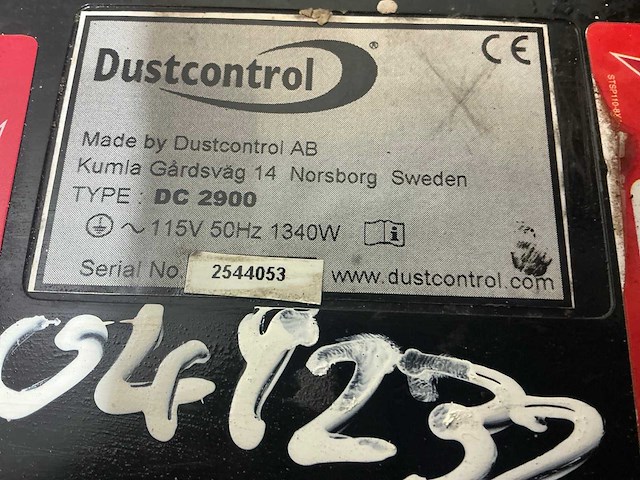 Dustcontrol ® CE
Made by Dustcontrol AB
Kumla Gårdsväg 14 Norsborg Sweden
TYPE : DC 2900
~ 115V 50Hz 1340W i
Serial No. 2544053 www.dustcontrol.com